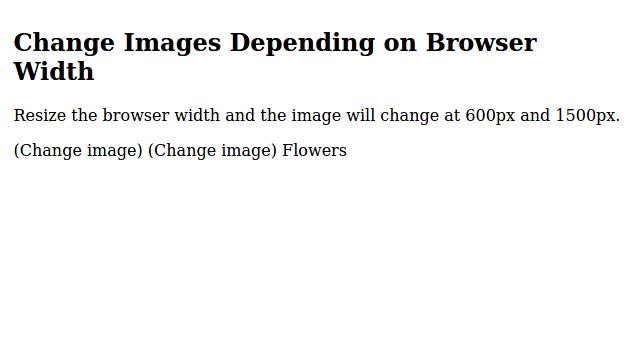 Change Images Depending on Browser
Width
Resize the browser width and the image will change at 600px and 1500px.
(Change image) (Change image) Flowers